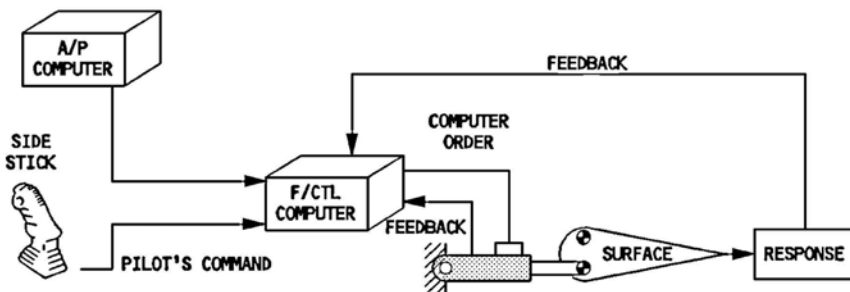 A/P
COMPUTER
FEEDBACK
SIDE
STICK
COMPUTER
ORDER
F/CTL
COMPUTER
FEEDBACK
PILOT'S COMMAND
SURFACE
RESPONSE